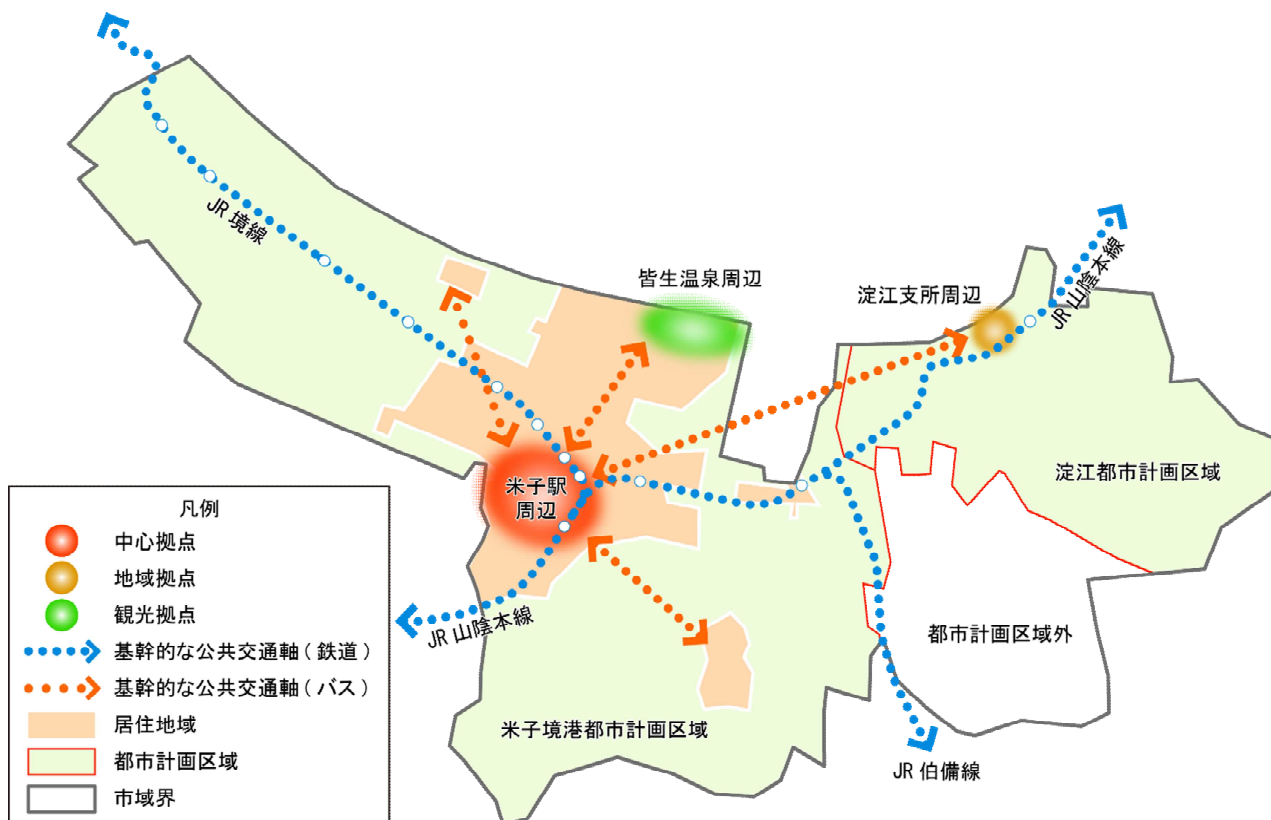 JR 境線
皆生温泉周辺
淀江支所周辺
JR 山陰本線
淀江都市計画区域
米子駅
周辺
都市計画区域外
JR 山陰本線
米子境港都市計画区域
JR 伯備線
凡例
中心拠点
地域拠点
観光拠点
基幹的な公共交通軸 ( 鉄道 )
基幹的な公共交通軸 ( バス )
居住地域
都市計画区域
市域界